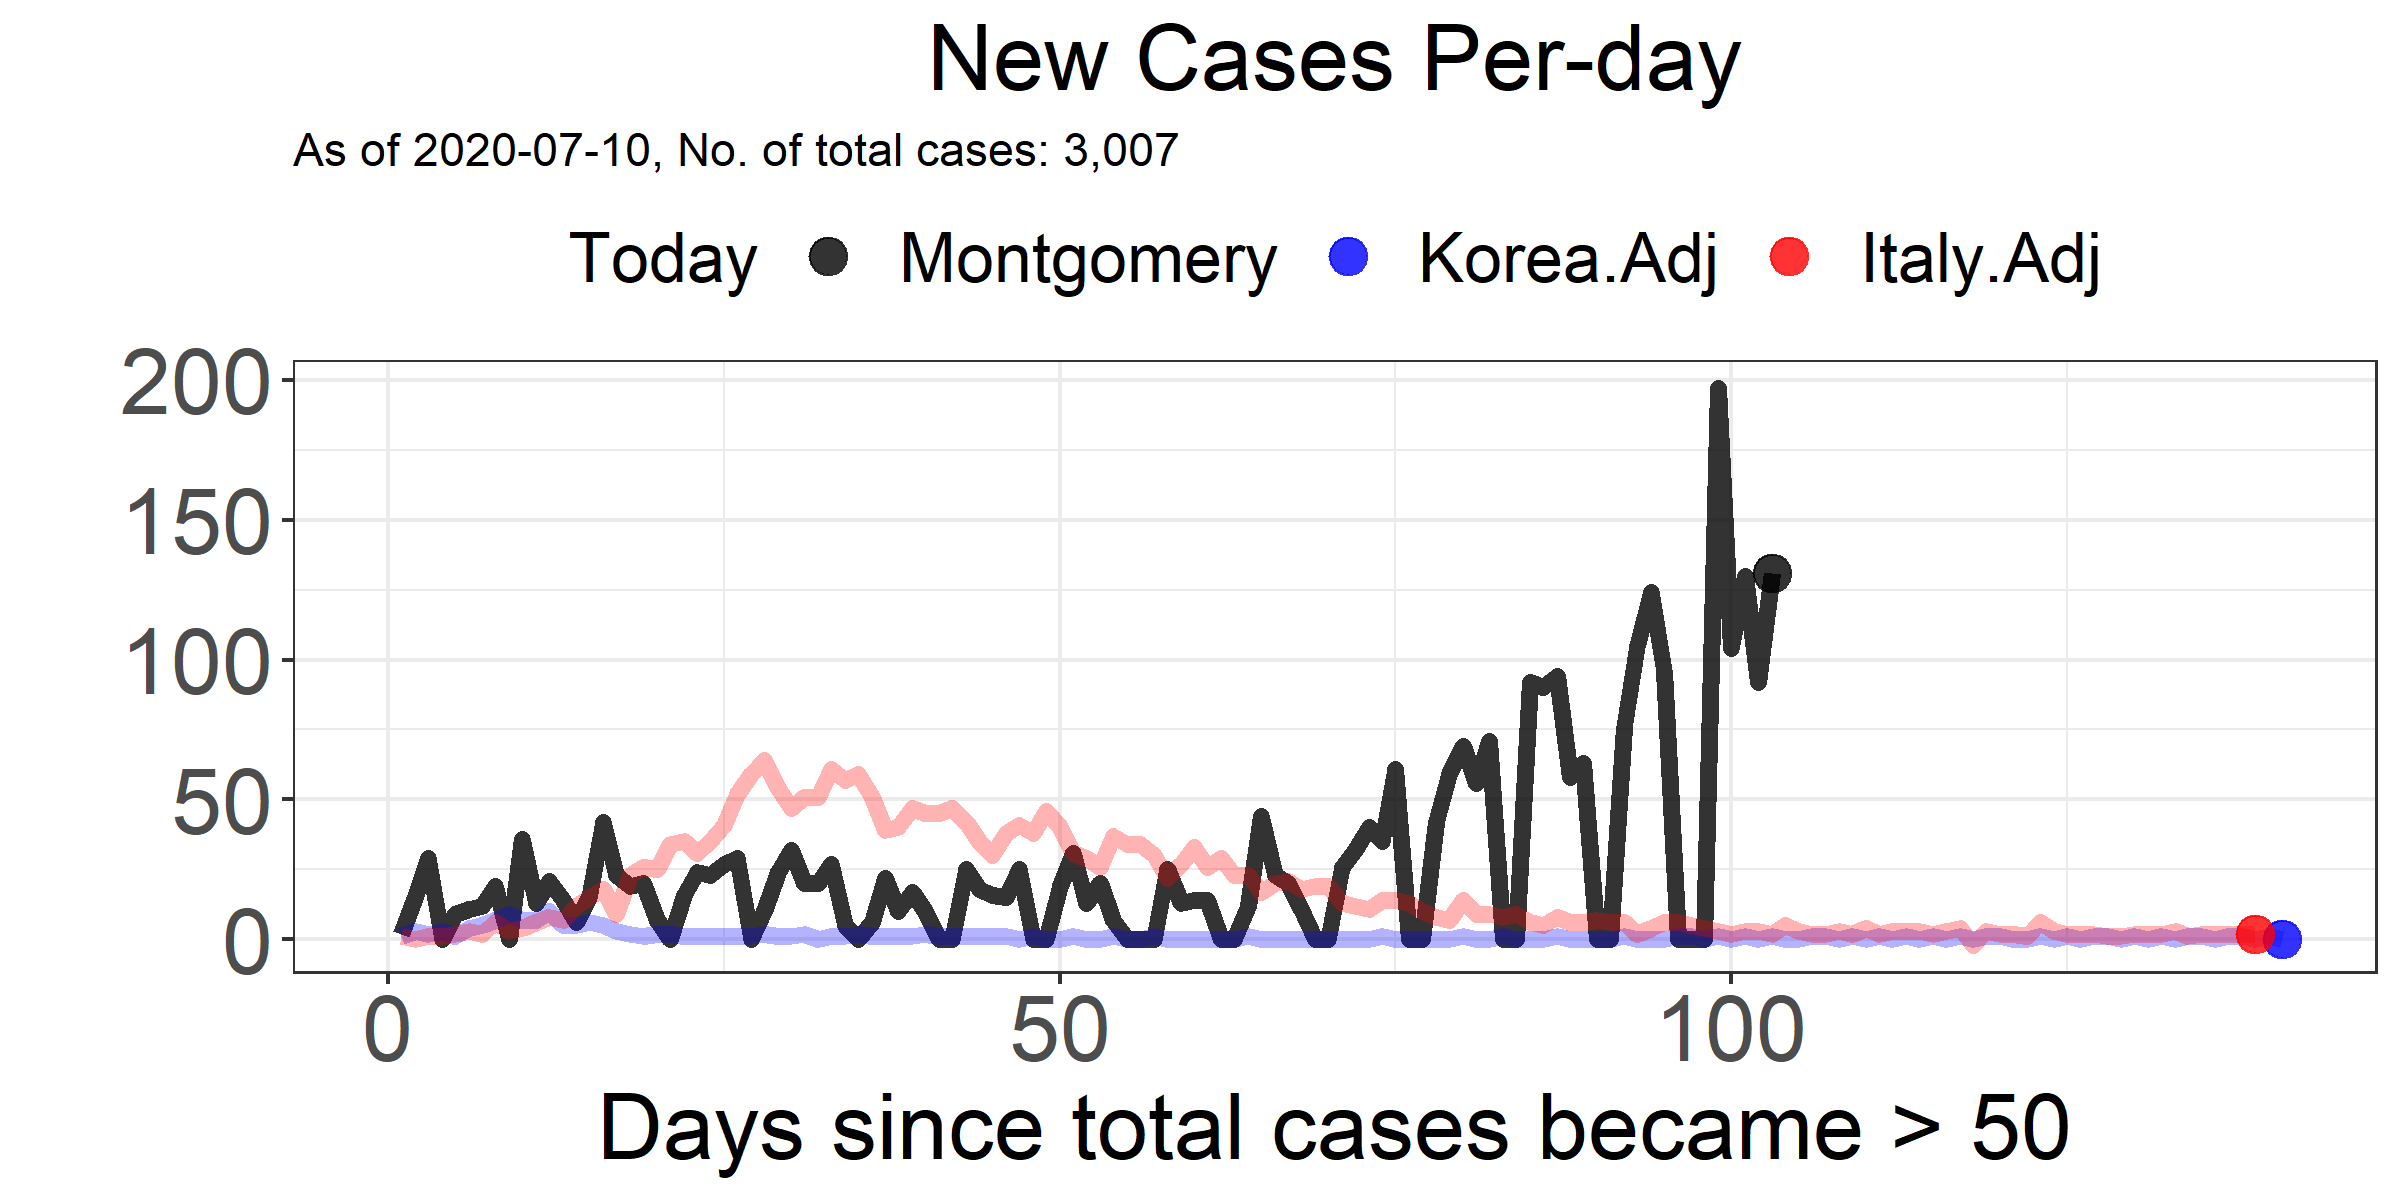 New Cases Per-day
As of 2020-07-10, No. of total cases: 3,007
Today Montgomery Korea.Adj Italy.Adj
200
150
100
50
0
0 50 100
Days since total cases became > 50